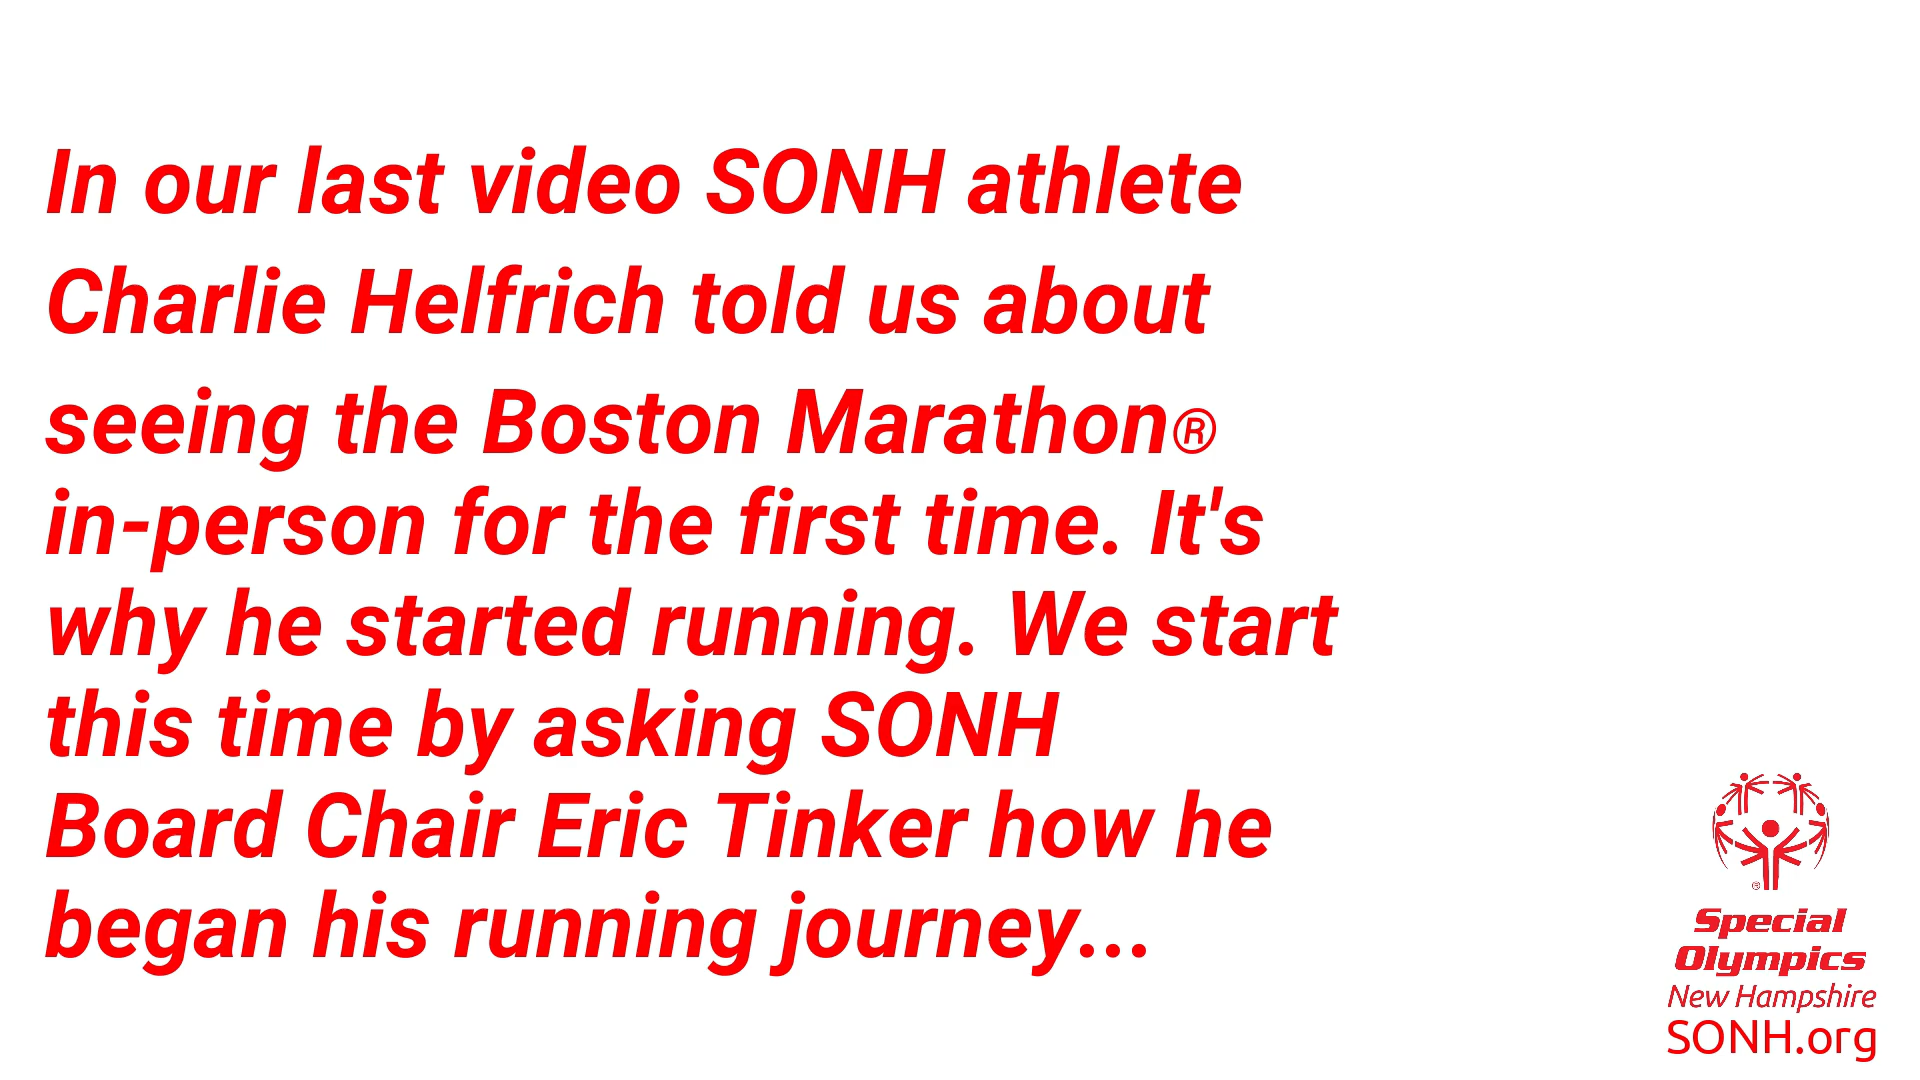 In our last video SONH athlete
Charlie Helfrich told us about
seeing the Boston Marathon®
in-person for the first time. It's
why he started running. We start
this time by asking SONH
Board Chair Eric Tinker how he
began his running journey...
®
Special
Olympics
New Hampshire
SONH.org